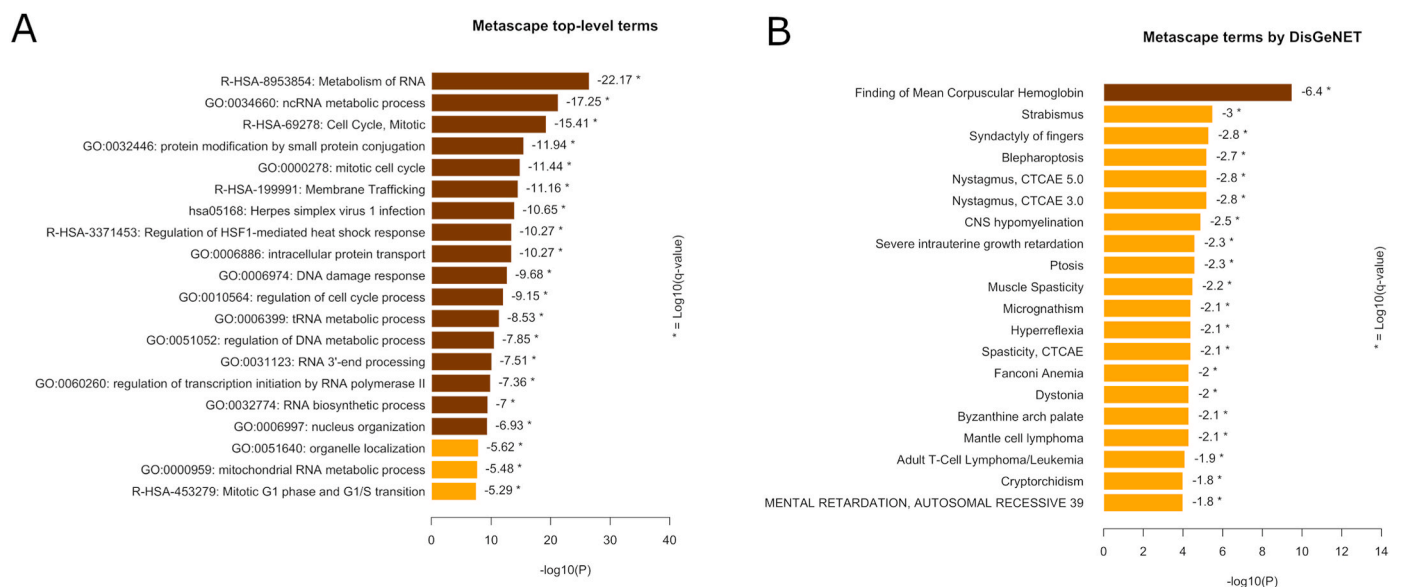 A
Metascape top-level terms
R-HSA-8953854: Metabolism of RNA -22.17 *
GO:0034660: ncRNA metabolic process -17.25 *
R-HSA-69278: Cell Cycle, Mitotic -15.41 *
GO:0032446: protein modification by small protein conjugation -11.94 *
GO:0000278: mitotic cell cycle -11.44 *
R-HSA-199991: Membrane Trafficking -11.16 *
hsa05168: Herpes simplex virus 1 infection -10.65 *
R-HSA-3371453: Regulation of HSF1-mediated heat shock response -10.27 *
GO:0006886: intracellular protein transport -10.27 *
GO:0006974: DNA damage response -9.68 *
GO:0010564: regulation of cell cycle process -9.15 *
GO:0006399: tRNA metabolic process -8.53 *
GO:0051052: regulation of DNA metabolic process -7.85 *
GO:0031123: RNA 3'-end processing -7.51 *
GO:0060260: regulation of transcription initiation by RNA polymerase II -7.36 *
GO:0032774: RNA biosynthetic process -7 *
GO:0006997: nucleus organization -6.93 *
GO:0051640: organelle localization -5.62 *
GO:0000959: mitochondrial RNA metabolic process -5.48 *
R-HSA-453279: Mitotic G1 phase and G1/S transition -5.29 *
* = Log10(q-value)
0 10 20 30 40
-log10(P)
B
Metascape terms by DisGeNET
Finding of Mean Corpuscular Hemoglobin -6.4 *
Strabismus -3 *
Syndactyly of fingers -2.8 *
Blepharoptosis -2.7 *
Nystagmus, CTCAE 5.0 -2.8 *
Nystagmus, CTCAE 3.0 -2.8 *
CNS hypomyelination -2.5 *
Severe intrauterine growth retardation -2.3 *
Ptosis -2.3 *
Muscle Spasticity -2.2 *
Micrognathism -2.1 *
Hyperreflexia -2.1 *
Spasticity, CTCAE -2.1 *
Fanconi Anemia -2 *
Dystonia -2 *
Byzanthine arch palate -2.1 *
Mantle cell lymphoma -2.1 *
Adult T-Cell Lymphoma/Leukemia -1.9 *
Cryptorchidism -1.8 *
MENTAL RETARDATION, AUTOSOMAL RECESSIVE 39 -1.8 *
* = Log10(q-value)
0 2 4 6 8 10 12 14
-log10(P)